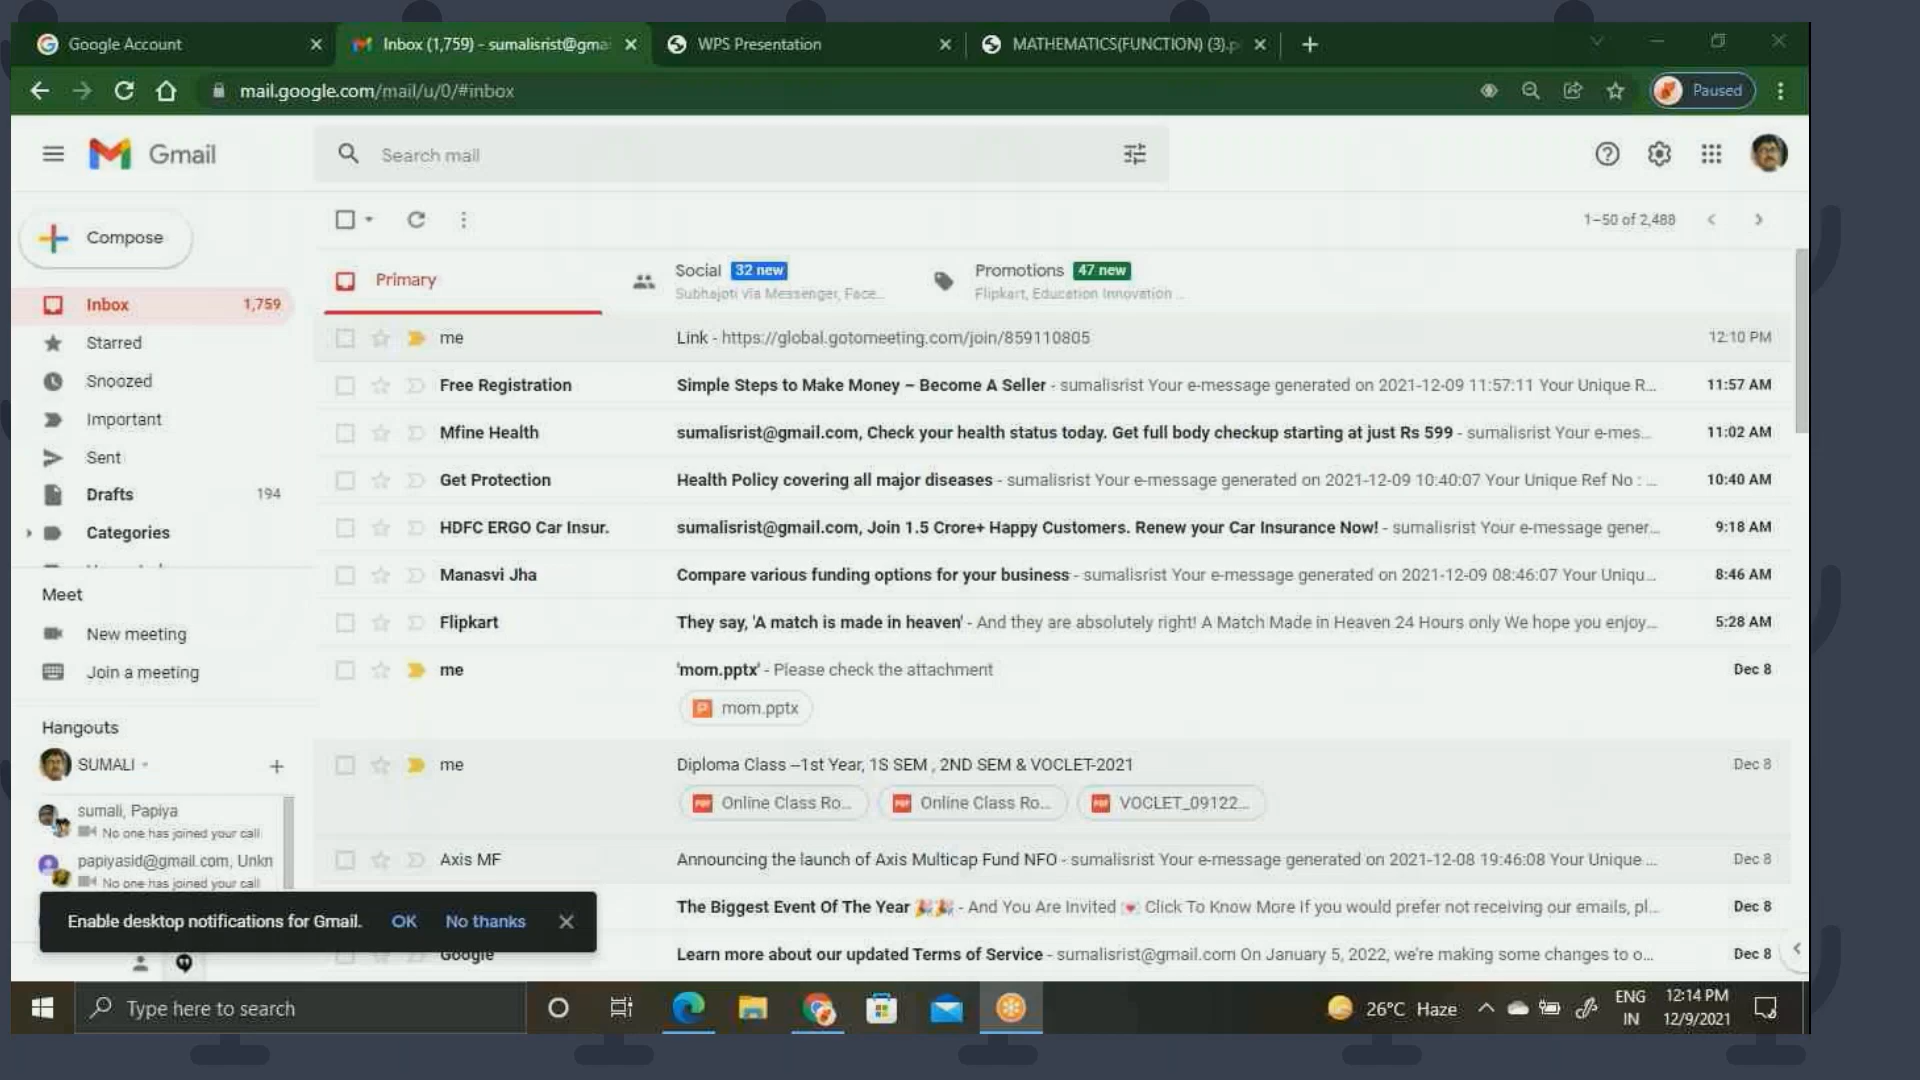 Google Account
Inbox (1,759) - sumalisrist@gma
WPS Presentation
MATHEMATICS(FUNCTION) (3).p
mail.google.com/mail/u/0/#inbox
Paused
Gmail
Search mail
Compose
1–50 of 2,488
Primary
Social 32 new
Subhajoti Via Messenger, Face...
Promotions 47 new
Flipkart, Education Innovation ...
Inbox 1,759
Starred
Snoozed
Important
Sent
Drafts 194
Categories
Meet
New meeting
Join a meeting
Hangouts
SUMALI
sumali, Papiya
No one has joined your call
papiyasid@gmail.com, Unkn
No one has joined your call
me Link - https://global.gotomeeting.com/join/859110805 12:10 PM
Free Registration Simple Steps to Make Money – Become A Seller - sumalisrist Your e-message generated on 2021-12-09 11:57:11 Your Unique R... 11:57 AM
Mfine Health sumalisrist@gmail.com, Check your health status today. Get full body checkup starting at just Rs 599 - sumalisrist Your e-mes... 11:02 AM
Get Protection Health Policy covering all major diseases - sumalisrist Your e-message generated on 2021-12-09 10:40:07 Your Unique Ref No : ... 10:40 AM
HDFC ERGO Car Insur. sumalisrist@gmail.com, Join 1.5 Crore+ Happy Customers. Renew your Car Insurance Now! - sumalisrist Your e-message gener... 9:18 AM
Manasvi Jha Compare various funding options for your business - sumalisrist Your e-message generated on 2021-12-09 08:46:07 Your Uniqu... 8:46 AM
Flipkart They say, 'A match is made in heaven' - And they are absolutely right! A Match Made in Heaven 24 Hours only We hope you enjoy... 5:28 AM
me 'mom.pptx' - Please check the attachment Dec 8
mom.pptx
me Diploma Class –1st Year, 1S SEM , 2ND SEM & VOCLET-2021 Dec 8
Online Class Ro... Online Class Ro... VOCLET_09122...
Axis MF Announcing the launch of Axis Multicap Fund NFO - sumalisrist Your e-message generated on 2021-12-08 19:46:08 Your Unique ... Dec 8
The Biggest Event Of The Year 🎉🎉 - And You Are Invited 💌 Click To Know More If you would prefer not receiving our emails, pl... Dec 8
Google Learn more about our updated Terms of Service - sumalisrist@gmail.com On January 5, 2022, we're making some changes to o... Dec 8
Enable desktop notifications for Gmail. OK No thanks
Type here to search
26°C Haze
ENG
IN
12:14 PM
12/9/2021